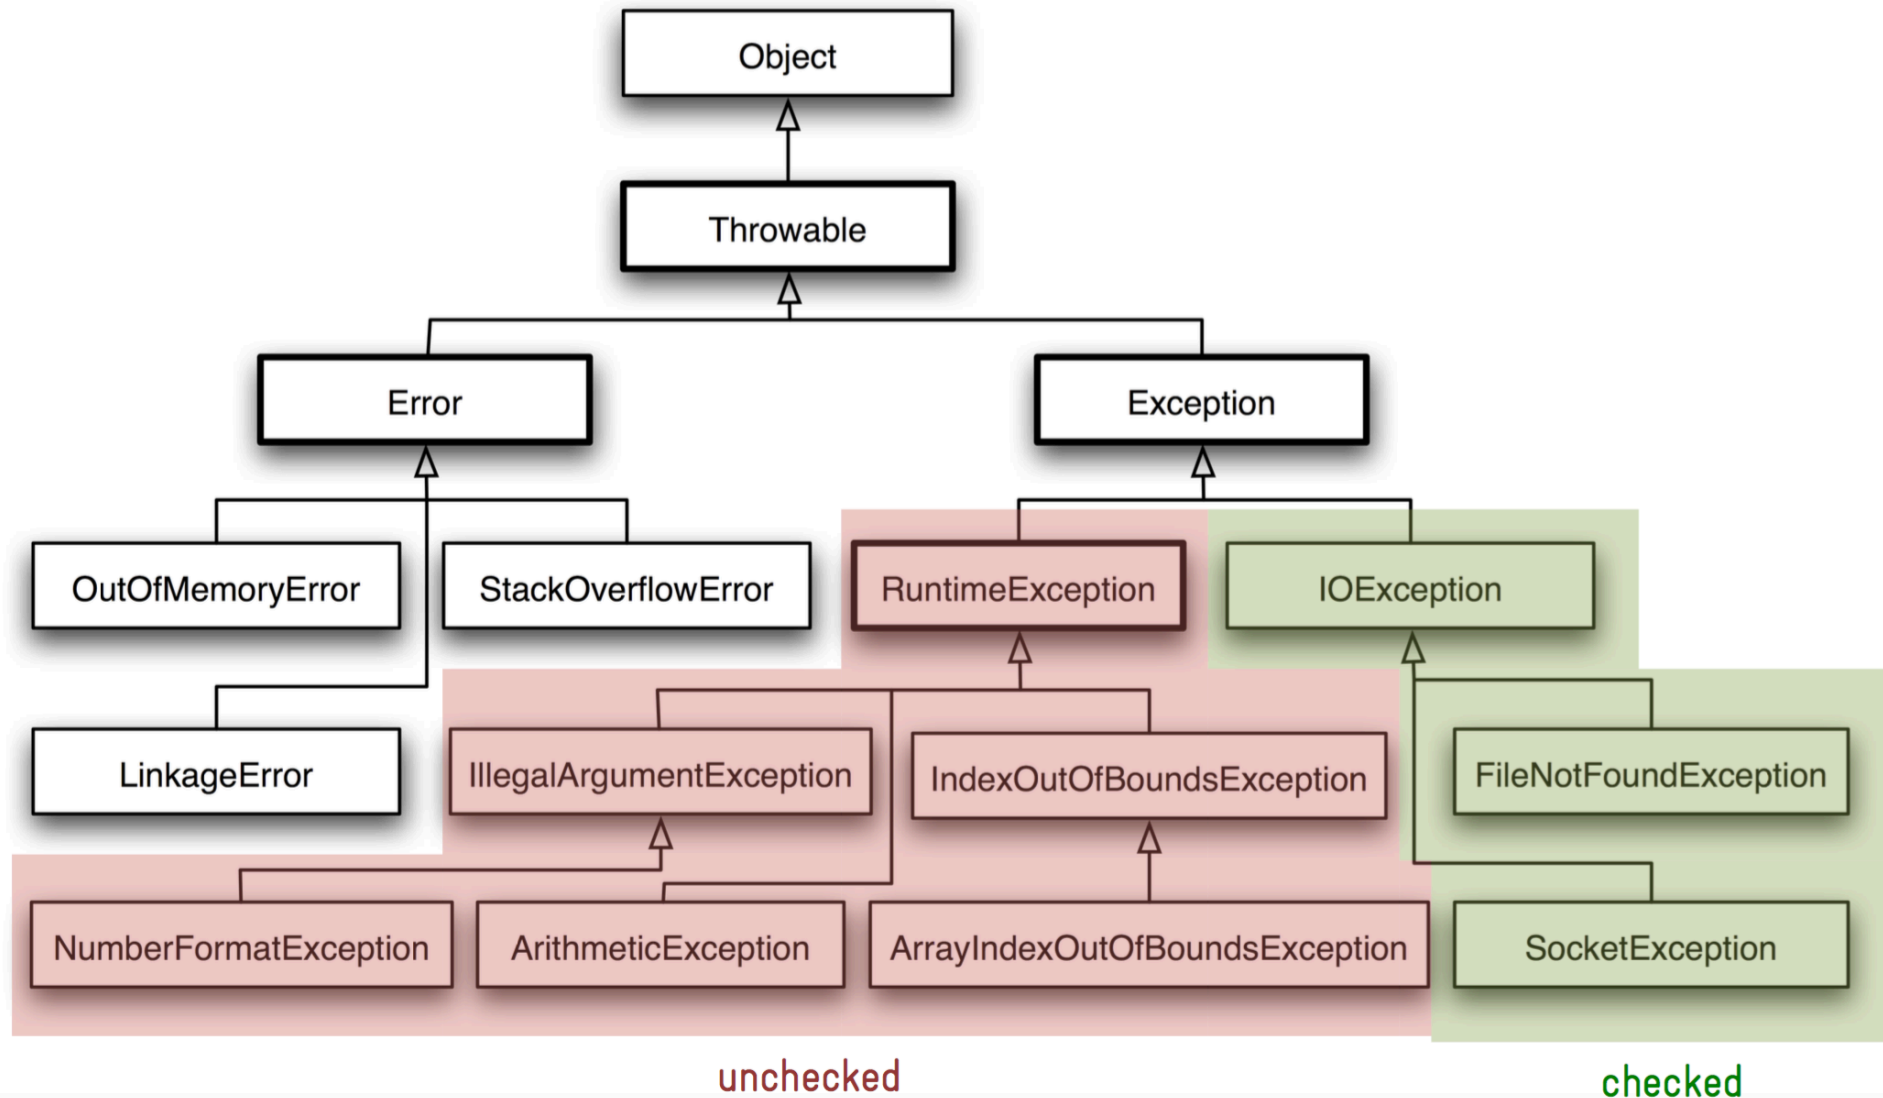 Object
Throwable
Error
Exception
OutOfMemoryError
StackOverflowError
RuntimeException
IOException
LinkageError
IllegalArgumentException
IndexOutOfBoundsException
FileNotFoundException
NumberFormatException
ArithmeticException
ArrayIndexOutOfBoundsException
SocketException
unchecked
checked